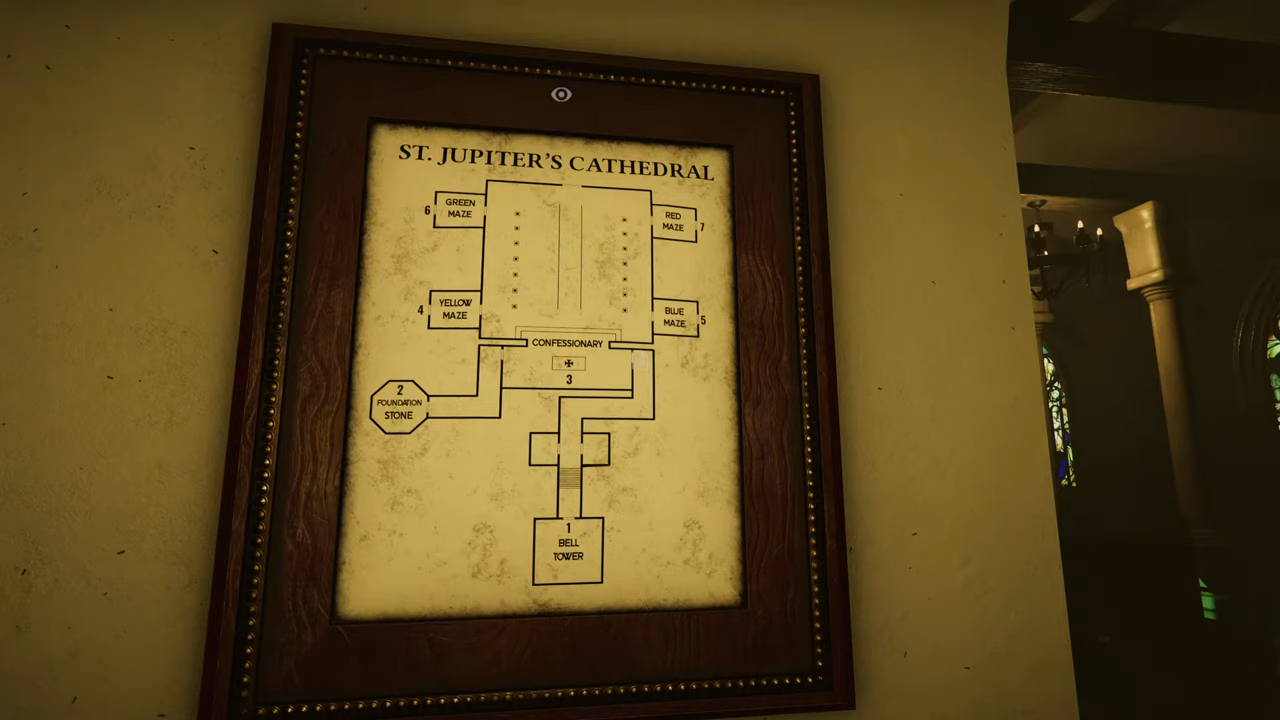 ST. JUPITER'S CATHEDRAL
6
GREEN
MAZE
RED
MAZE
7
4
YELLOW
MAZE
BLUE
MAZE
5
CONFESSIONARY
3
2
FOUNDATION
STONE
1
BELL
TOWER